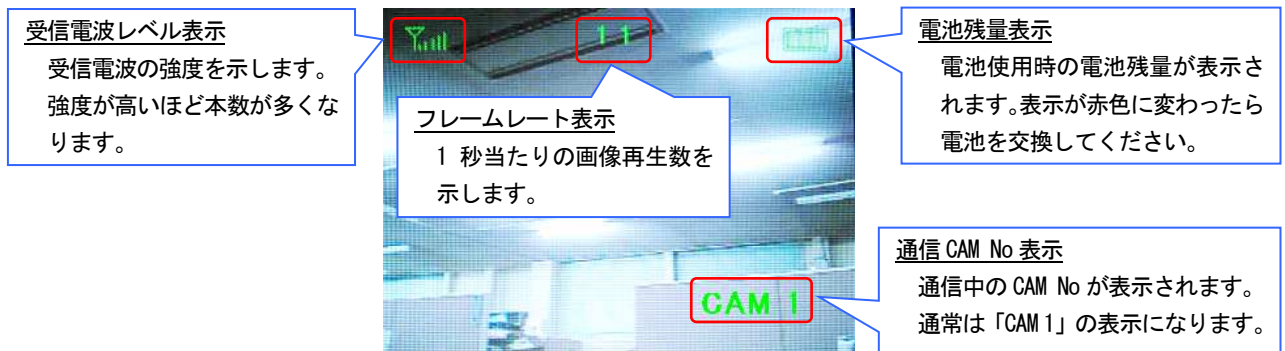 受信電波レベル表示
受信電波の強度を示します。
強度が高いほど本数が多くな
ります。
11
フレームレート表示
1 秒当たりの画像再生数を
示します。
電池残量表示
電池使用時の電池残量が表示さ
れます。表示が赤色に変わったら
電池を交換してください。
CAM 1
通信 CAM No 表示
通信中の CAM No が表示されます。
通常は「CAM1」の表示になります。